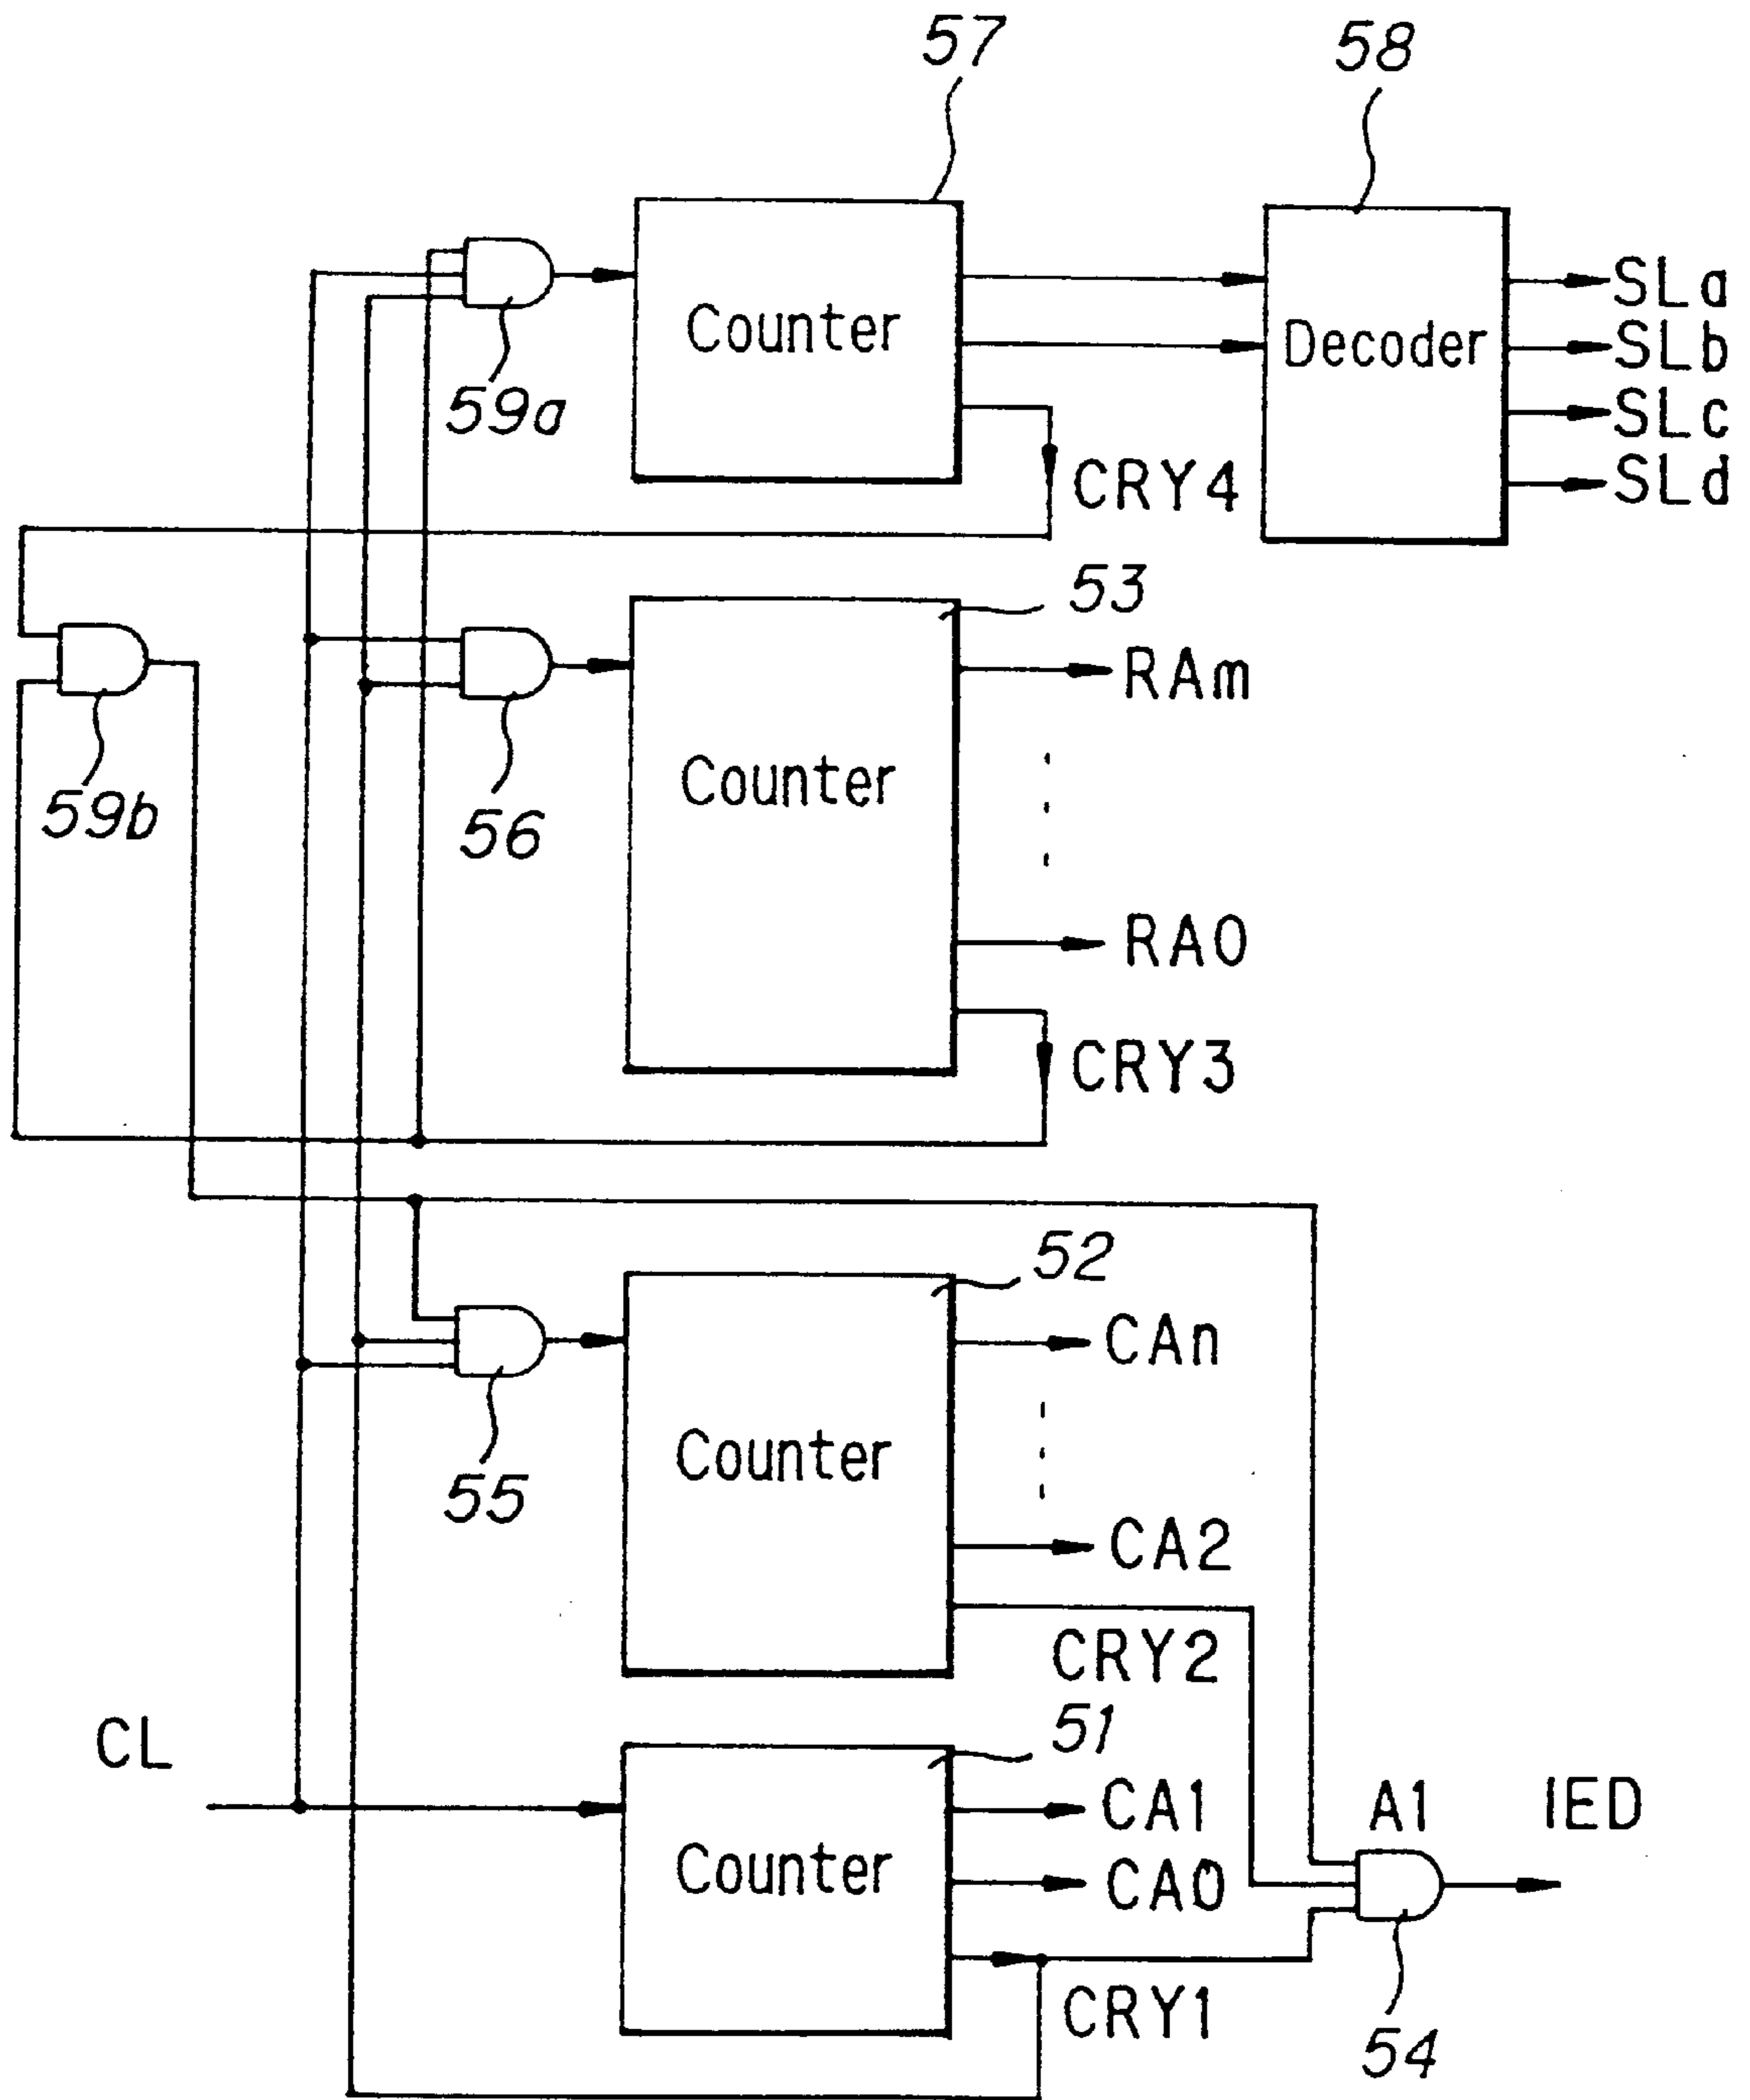 57
58
59a
Counter
Decoder
SLa
SLb
SLc
SLd
CRY4
53
59b
56
Counter
RAm
RA0
CRY3
52
55
Counter
CAn
CA2
CRY2
51
CL
Counter
CA1
CA0
CRY1
A1
IED
54